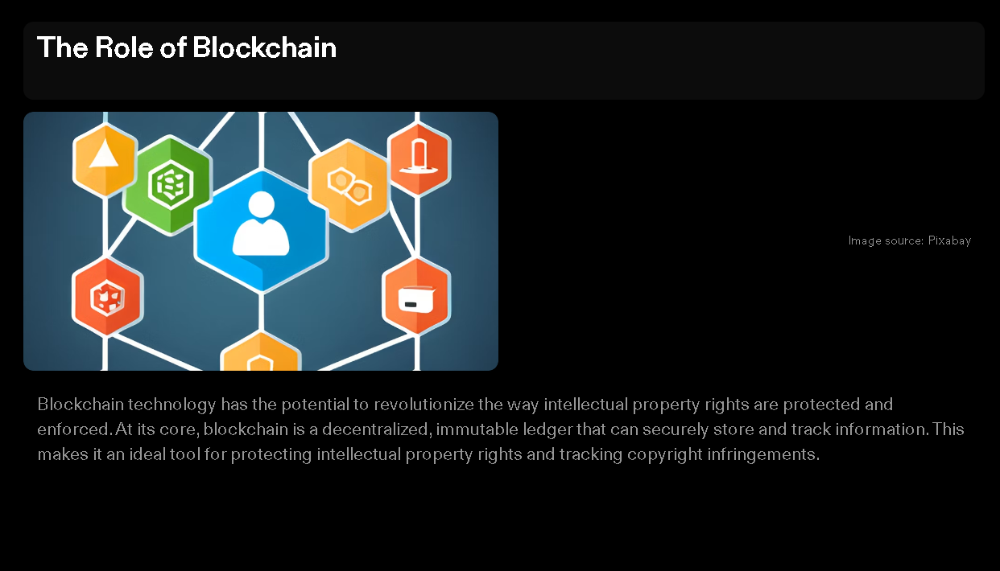 The Role of Blockchain
Image source: Pixabay
Blockchain technology has the potential to revolutionize the way intellectual property rights are protected and
enforced. At its core, blockchain is a decentralized, immutable ledger that can securely store and track information. This
makes it an ideal tool for protecting intellectual property rights and tracking copyright infringements.